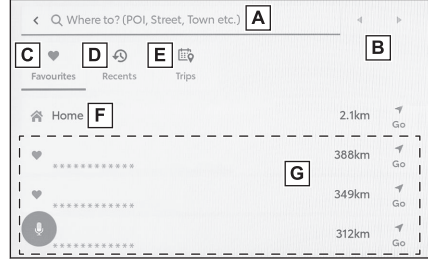 Where to? (POI, Street, Town etc.) A
B
C D E
Favourites Recents Trips
Home F 2.1km Go
388km Go
************
G
349km Go
************
312km Go
************